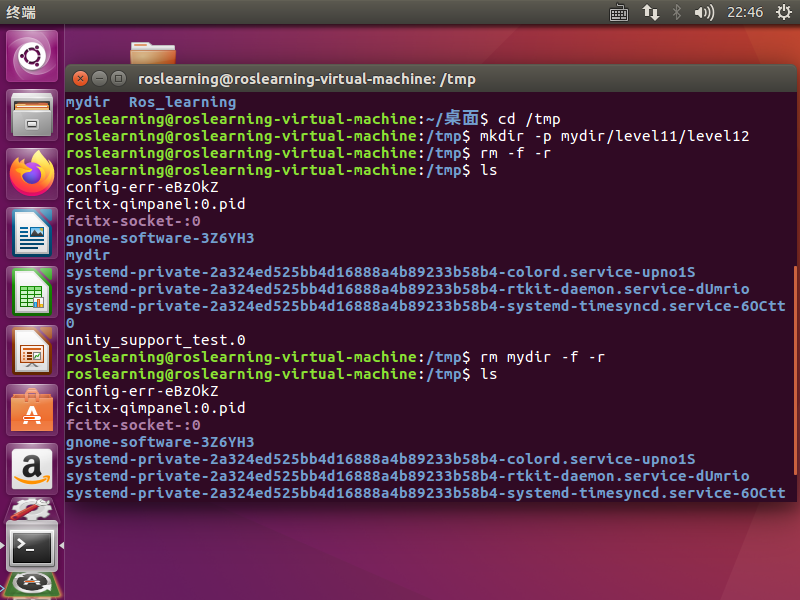 终端
22:46
roslearning@roslearning-virtual-machine: /tmp
mydir  Ros_learning
roslearning@roslearning-virtual-machine:~/桌面$ cd /tmp
roslearning@roslearning-virtual-machine:/tmp$ mkdir -p mydir/level11/level12
roslearning@roslearning-virtual-machine:/tmp$ rm -f -r
roslearning@roslearning-virtual-machine:/tmp$ ls
config-err-eBzOkZ
fcitx-qimpanel:0.pid
fcitx-socket-:0
gnome-software-3Z6YH3
mydir
systemd-private-2a324ed525bb4d16888a4b89233b58b4-colord.service-upno1S
systemd-private-2a324ed525bb4d16888a4b89233b58b4-rtkit-daemon.service-dUmrio
systemd-private-2a324ed525bb4d16888a4b89233b58b4-systemd-timesyncd.service-6OCtt
0
unity_support_test.0
roslearning@roslearning-virtual-machine:/tmp$ rm mydir -f -r
roslearning@roslearning-virtual-machine:/tmp$ ls
config-err-eBzOkZ
fcitx-qimpanel:0.pid
fcitx-socket-:0
gnome-software-3Z6YH3
systemd-private-2a324ed525bb4d16888a4b89233b58b4-colord.service-upno1S
systemd-private-2a324ed525bb4d16888a4b89233b58b4-rtkit-daemon.service-dUmrio
systemd-private-2a324ed525bb4d16888a4b89233b58b4-systemd-timesyncd.service-6OCtt